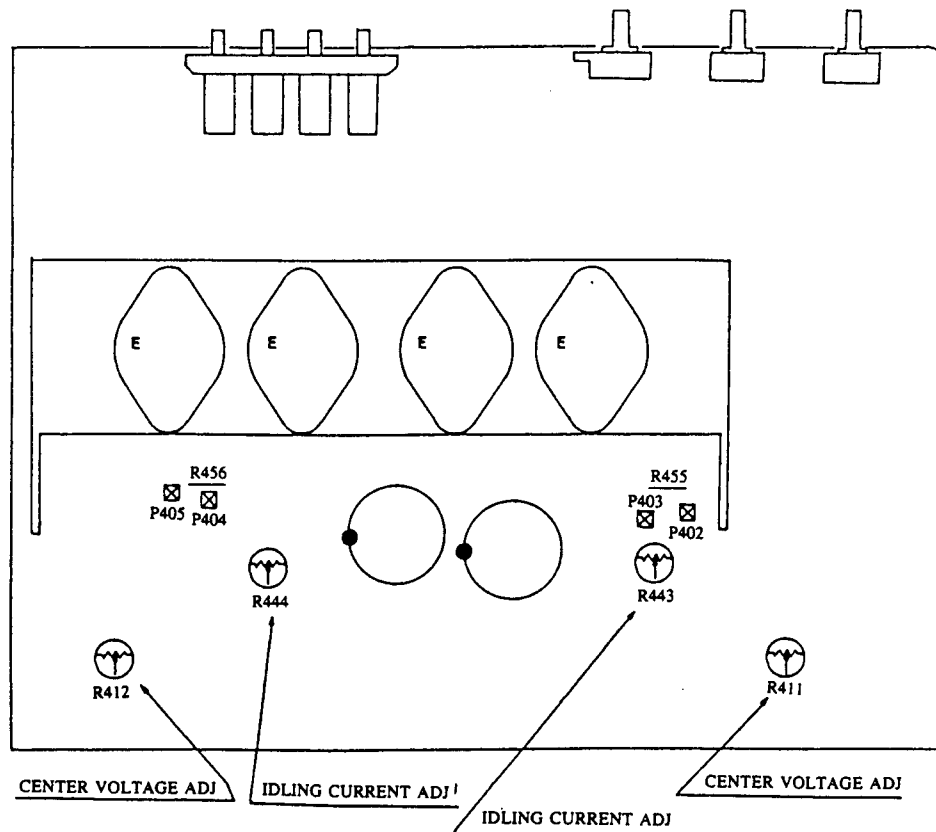 E E E E
R456
P405 P404
R455
P403
P402
R444
R443
R412
R411
CENTER VOLTAGE ADJ
IDLING CURRENT ADJ
IDLING CURRENT ADJ
CENTER VOLTAGE ADJ